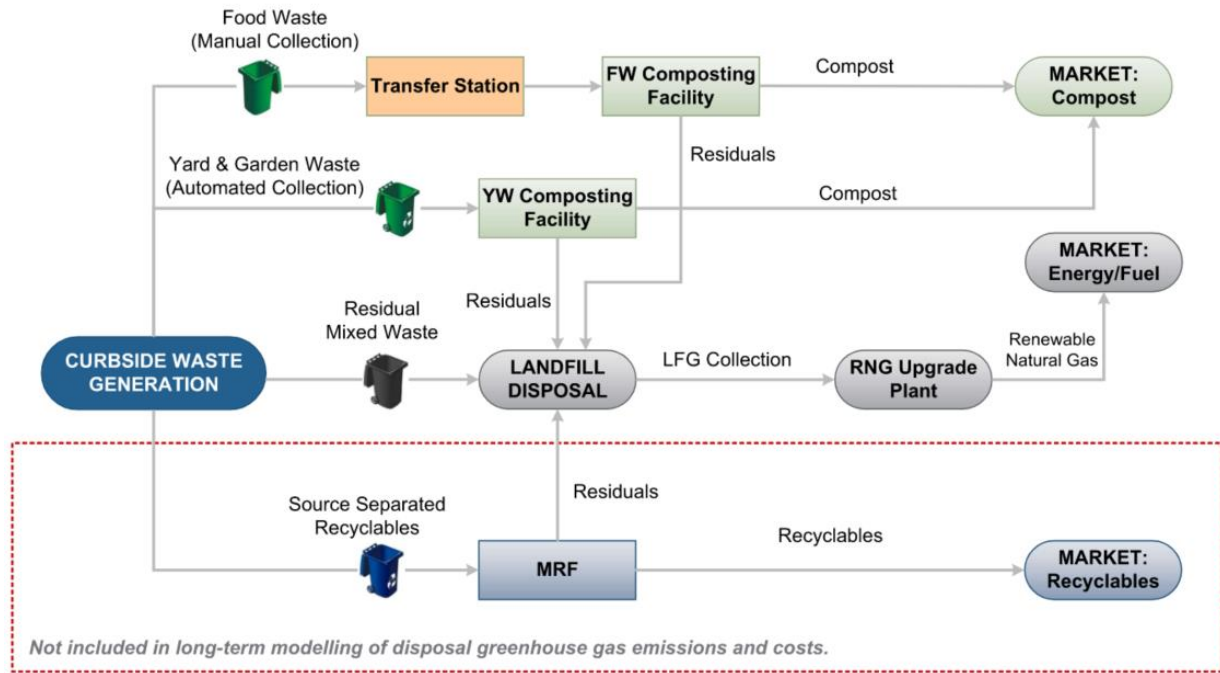 Food Waste
(Manual Collection)
Transfer Station
FW Composting
Facility
Compost
MARKET:
Compost
Residuals
Yard & Garden Waste
(Automated Collection)
YW Composting
Facility
Compost
MARKET:
Energy/Fuel
Residuals
Residual
Mixed Waste
Renewable
Natural Gas
CURBSIDE WASTE
GENERATION
LANDFILL
DISPOSAL
LFG Collection
RNG Upgrade
Plant
Residuals
Source Separated
Recyclables
MRF
Recyclables
MARKET:
Recyclables
Not included in long-term modelling of disposal greenhouse gas emissions and costs.